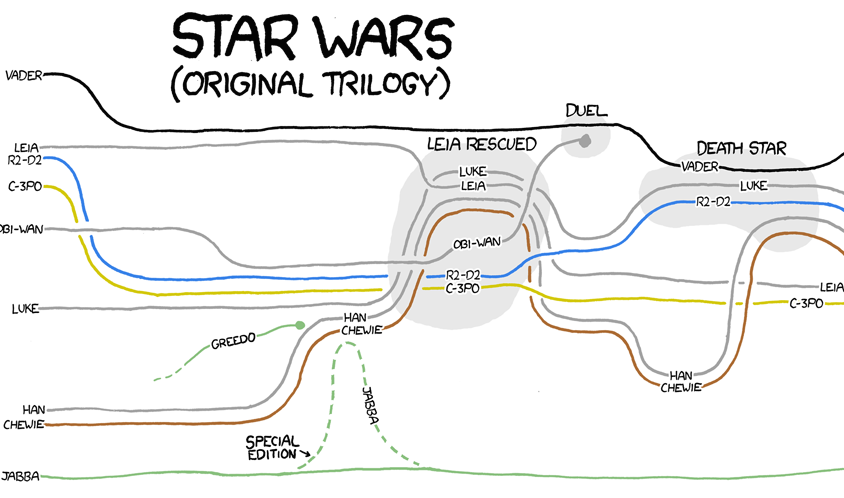 STAR WARS
(ORIGINAL TRILOGY)
VADER
DUEL
LEIA
R2-D2
LEIA RESCUED
DEATH STAR
VADER
C-3PO
LUKE
LEIA
LUKE
R2-D2
OBI-WAN
OBI-WAN
R2-D2
C-3PO
LEIA
C-3PO
LUKE
HAN
CHEWIE
GREEDO
HAN
CHEWIE
JABBA
HAN
CHEWIE
SPECIAL
EDITION
JABBA